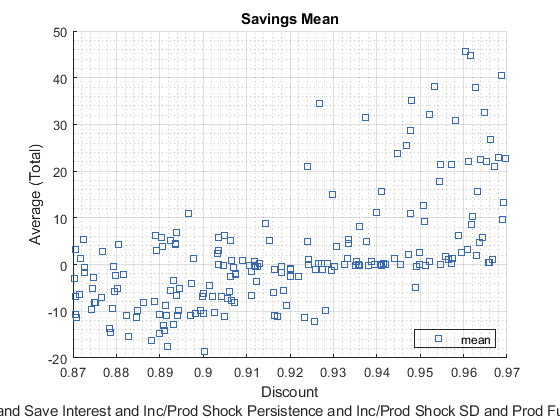 Savings Mean
50
40
30
20
10
0
-10
-20
Average (Total)
mean
0.87 0.88 0.89 0.9 0.91 0.92 0.93 0.94 0.95 0.96 0.97
Discount
and Save Interest and Inc/Prod Shock Persistence and Inc/Prod Shock SD and Prod Fu